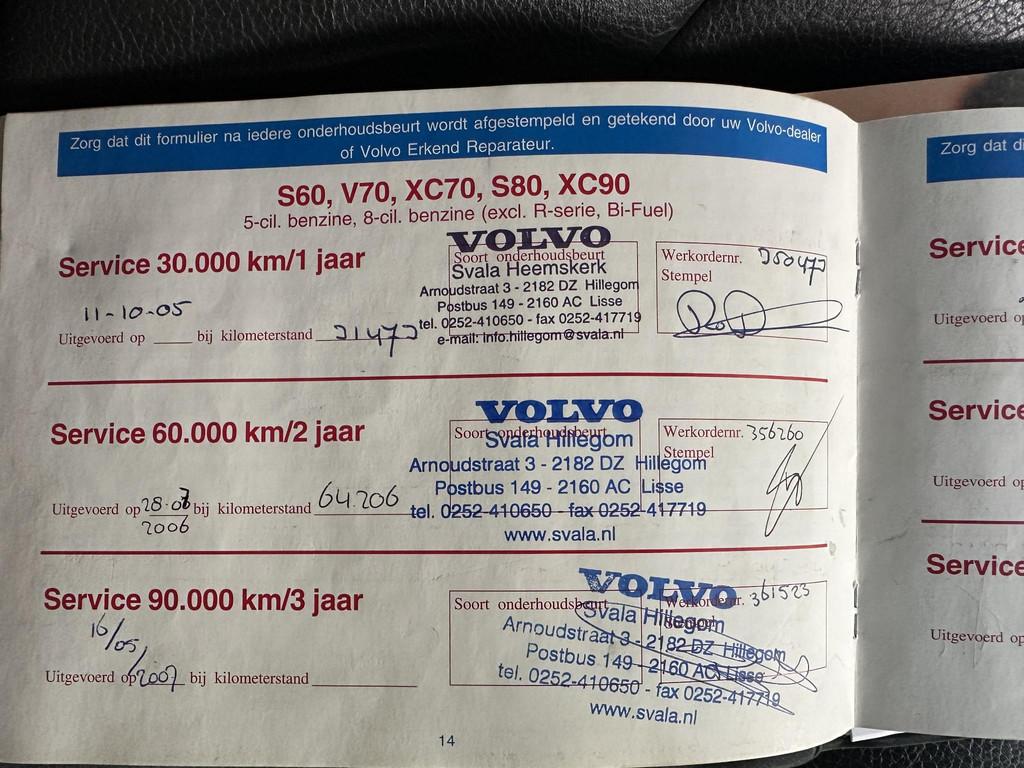 Zorg dat dit formulier na iedere onderhoudsbeurt wordt afgestempeld en getekend door uw Volvo-dealer
of Volvo Erkend Reparateur.
S60, V70, XC70, S80, XC90
5-cil. benzine, 8-cil. benzine (excl. R-serie, Bi-Fuel)
Service 30.000 km/1 jaar
11-10-05
Uitgevoerd op bij kilometerstand 31473
VOLVO
Soort onderhoudsbeurt
Svala Heemskerk
Arnoudstraat 3 - 2182 DZ Hillegom
Postbus 149 - 2160 AC Lisse
tel. 0252-410650 - fax 0252-417719
e-mail: info.hillegom@svala.nl
Werkordernr. 350473
Stempel
Service 60.000 km/2 jaar
Uitgevoerd op 28-07 bij kilometerstand 64.206
2006
VOLVO
Soort onderhoudsbeurt
Svala Hillegom
Arnoudstraat 3 - 2182 DZ Hillegom
Postbus 149 - 2160 AC Lisse
tel. 0252-410650 - fax 0252-417719
www.svala.nl
Werkordernr. 356260
Stempel
Service 90.000 km/3 jaar
16/05/
Uitgevoerd op 2007 bij kilometerstand
VOLVO
Soort onderhoudsbeurt
Svala Hillegom
Arnoudstraat 3 - 2182 DZ Hillegom
Postbus 149 - 2160 AC Lisse
tel. 0252-410650 - fax 0252-417719
www.svala.nl
Werkordernr. 361523
Stempel
14
Zorg dat di
Service
Uitgevoerd op
Service
Uitgevoerd op
Service
Uitgevoerd op